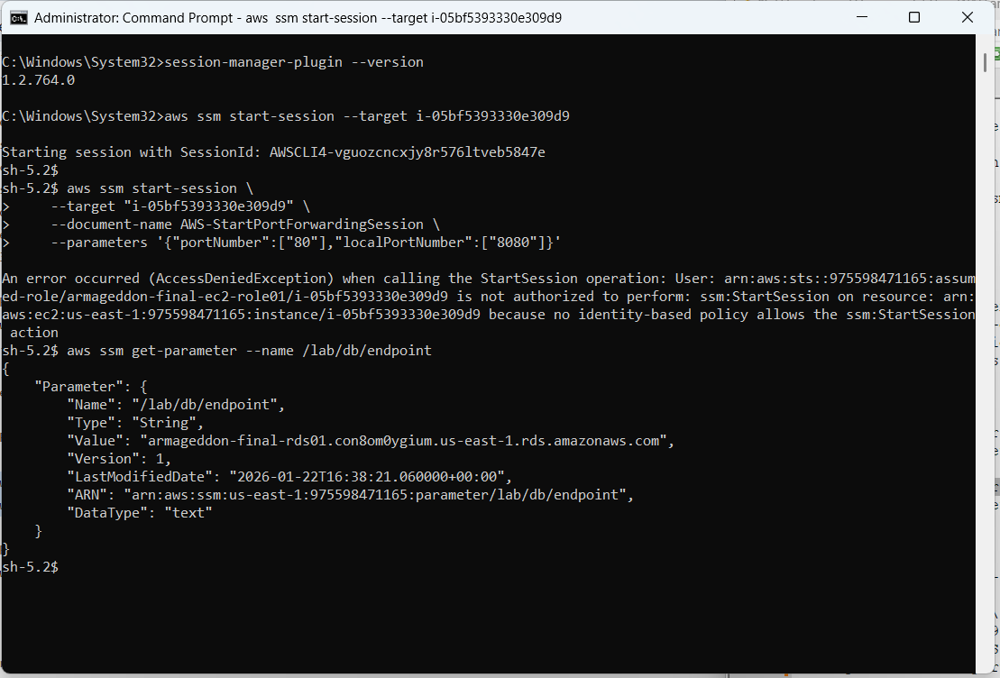 Administrator: Command Prompt - aws  ssm start-session --target i-05bf5393330e309d9
C:\Windows\System32>session-manager-plugin --version
1.2.764.0
C:\Windows\System32>aws ssm start-session --target i-05bf5393330e309d9
Starting session with SessionId: AWSCLI4-vguozcncxjy8r576ltveb5847e
sh-5.2$
sh-5.2$ aws ssm start-session \
>     --target "i-05bf5393330e309d9" \
>     --document-name AWS-StartPortForwardingSession \
>     --parameters '{"portNumber":["80"],"localPortNumber":["8080"]}'
An error occurred (AccessDeniedException) when calling the StartSession operation: User: arn:aws:sts::975598471165:assum
ed-role/armageddon-final-ec2-role01/i-05bf5393330e309d9 is not authorized to perform: ssm:StartSession on resource: arn:
aws:ec2:us-east-1:975598471165:instance/i-05bf5393330e309d9 because no identity-based policy allows the ssm:StartSession
 action
sh-5.2$ aws ssm get-parameter --name /lab/db/endpoint
{
    "Parameter": {
        "Name": "/lab/db/endpoint",
        "Type": "String",
        "Value": "armageddon-final-rds01.con8om0ygium.us-east-1.rds.amazonaws.com",
        "Version": 1,
        "LastModifiedDate": "2026-01-22T16:38:21.060000+00:00",
        "ARN": "arn:aws:ssm:us-east-1:975598471165:parameter/lab/db/endpoint",
        "DataType": "text"
    }
}
sh-5.2$